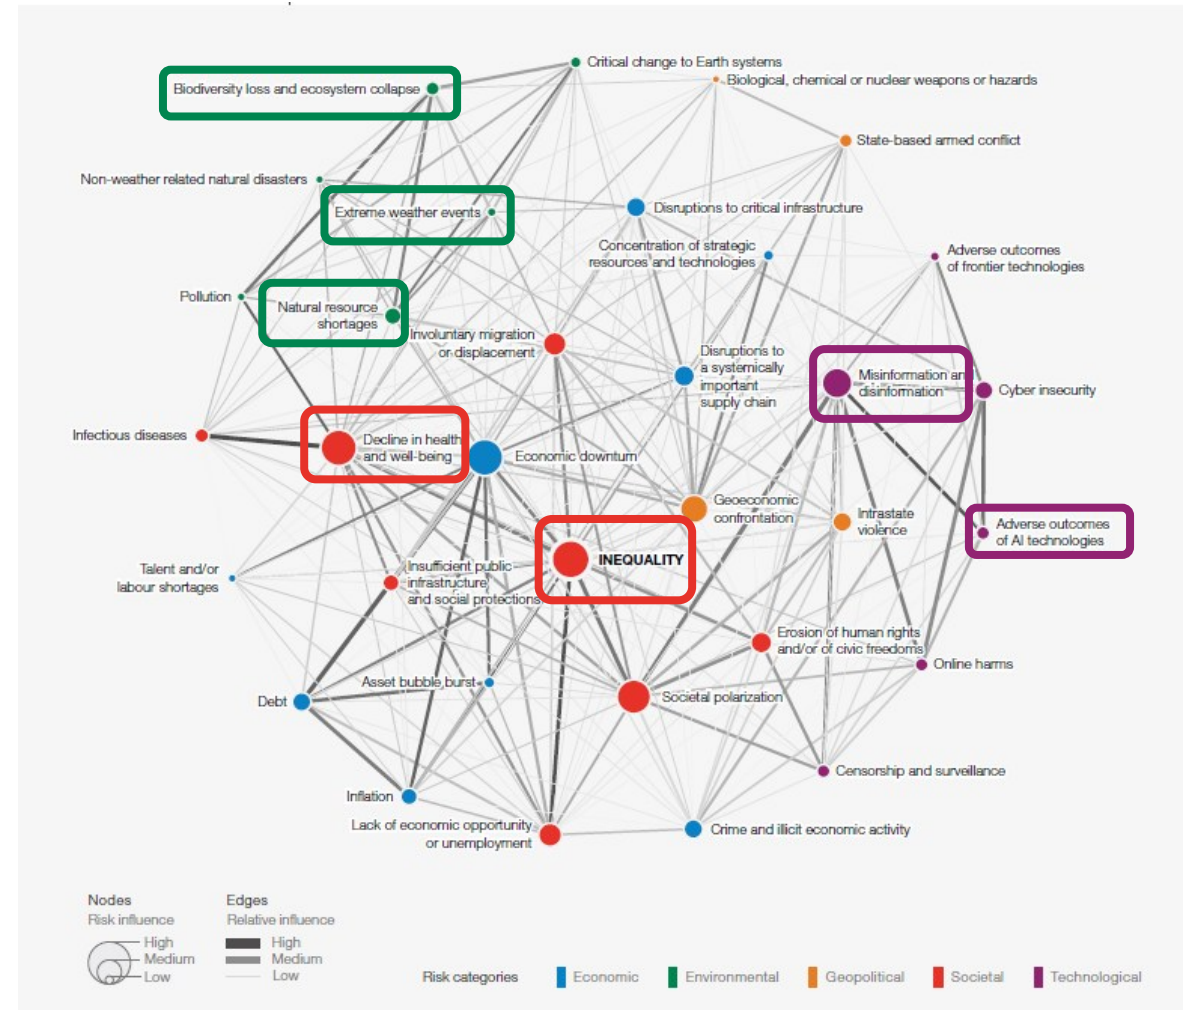 Critical change to Earth systems
Biological, chemical or nuclear weapons or hazards
Biodiversity loss and ecosystem collapse
State-based armed conflict
Non-weather related natural disasters
Extreme weather events
Disruptions to critical infrastructure
Concentration of strategic
resources and technologies
Adverse outcomes
of frontier technologies
Pollution
Natural resource
shortages
Involuntary migration
or displacement
Disruptions to
a systemically
important
supply chain
Misinformation and
disinformation
Cyber insecurity
Infectious diseases
Decline in health
and well-being
Economic downturn
Geoeconomic
confrontation
Intrastate
violence
Adverse outcomes
of AI technologies
INEQUALITY
Talent and/or
labour shortages
Insufficient public
infrastructure
and social protections
Erosion of human rights
and/or of civic freedoms
Online harms
Asset bubble burst
Debt
Societal polarization
Censorship and surveillance
Inflation
Lack of economic opportunity
or unemployment
Crime and illicit economic activity
Nodes
Risk influence
High
Medium
Low
Edges
Relative influence
High
Medium
Low
Risk categories
Economic
Environmental
Geopolitical
Societal
Technological